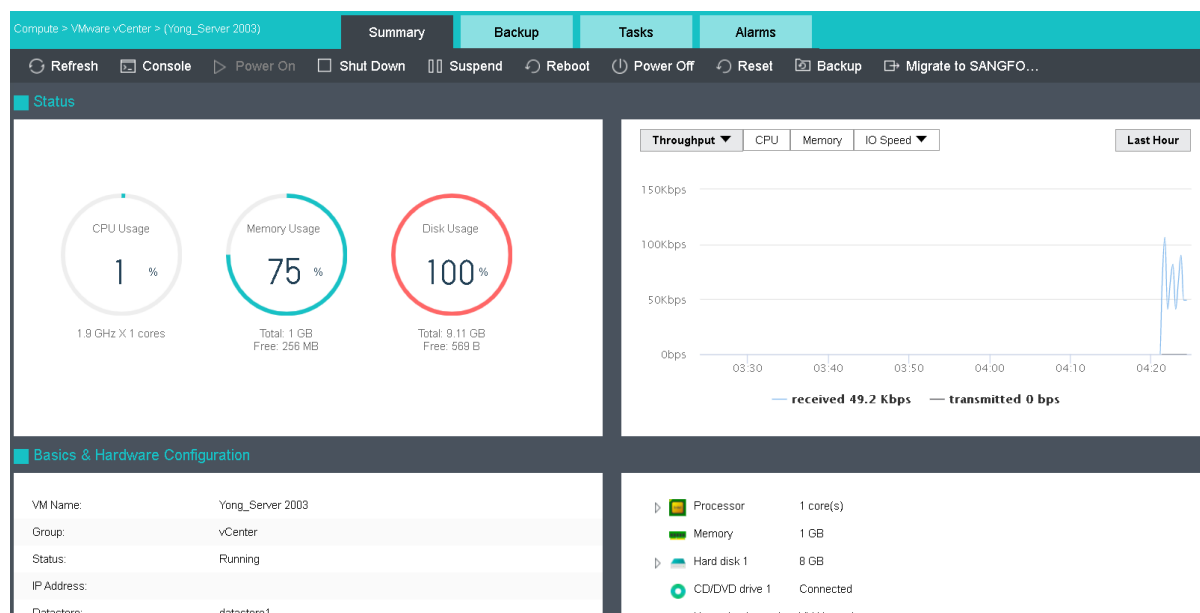 Compute > VMware vCenter > (Yong_Server 2003)
Summary
Backup
Tasks
Alarms
Refresh
Console
Power On
Shut Down
Suspend
Reboot
Power Off
Reset
Backup
Migrate to SANGFO...
Status
CPU Usage
1 %
1.9 GHz X 1 cores
Memory Usage
75 %
Total: 1 GB
Free: 256 MB
Disk Usage
100 %
Total: 9.11 GB
Free: 569 B
Throughput
CPU
Memory
IO Speed
Last Hour
150Kbps
100Kbps
50Kbps
0bps
03:30 03:40 03:50 04:00 04:10 04:20
received 49.2 Kbps
transmitted 0 bps
Basics & Hardware Configuration
VM Name: Yong_Server 2003
Group: vCenter
Status: Running
IP Address:
Datastore: datastore1
Processor 1 core(s)
Memory 1 GB
Hard disk 1 8 GB
CD/DVD drive 1 Connected